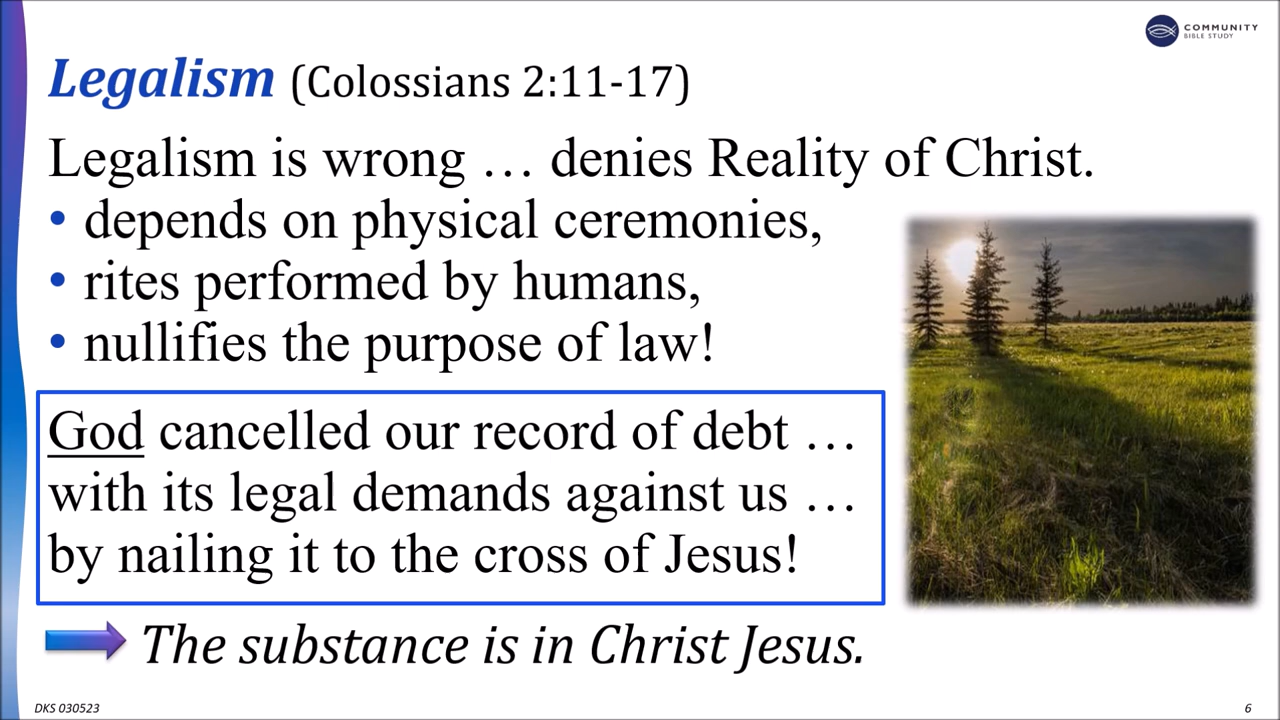 COMMUNITY
BIBLE STUDY
Legalism (Colossians 2:11-17)
Legalism is wrong … denies Reality of Christ.
• depends on physical ceremonies,
• rites performed by humans,
• nullifies the purpose of law!
God cancelled our record of debt …
with its legal demands against us …
by nailing it to the cross of Jesus!
The substance is in Christ Jesus.
DKS 030523
6